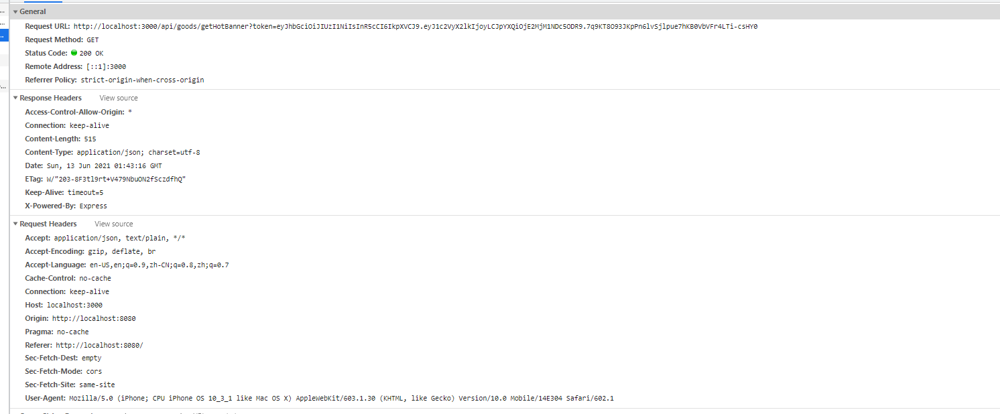 General
Request URL: http://localhost:3000/api/goods/getHotBanner?token=eyJhbGciOiJIUzI1NiIsInR5cCI6IkpXVCJ9.eyJ1c2VyX2lkIjoyLCJpYXQiOjE2MjM1NDc5ODR9.7q9KT8O93JKpPn6lvSjlpue7hKB0VbVFr4LTi-csHY0
Request Method: GET
Status Code: 200 OK
Remote Address: [::1]:3000
Referrer Policy: strict-origin-when-cross-origin
Response Headers View source
Access-Control-Allow-Origin: *
Connection: keep-alive
Content-Length: 515
Content-Type: application/json; charset=utf-8
Date: Sun, 13 Jun 2021 01:43:16 GMT
ETag: W/"203-8F3tl9rt+V479NbuON2fSczdfhQ"
Keep-Alive: timeout=5
X-Powered-By: Express
Request Headers View source
Accept: application/json, text/plain, */*
Accept-Encoding: gzip, deflate, br
Accept-Language: en-US,en;q=0.9,zh-CN;q=0.8,zh;q=0.7
Cache-Control: no-cache
Connection: keep-alive
Host: localhost:3000
Origin: http://localhost:8080
Pragma: no-cache
Referer: http://localhost:8080/
Sec-Fetch-Dest: empty
Sec-Fetch-Mode: cors
Sec-Fetch-Site: same-site
User-Agent: Mozilla/5.0 (iPhone; CPU iPhone OS 10_3_1 like Mac OS X) AppleWebKit/603.1.30 (KHTML, like Gecko) Version/10.0 Mobile/14E304 Safari/602.1